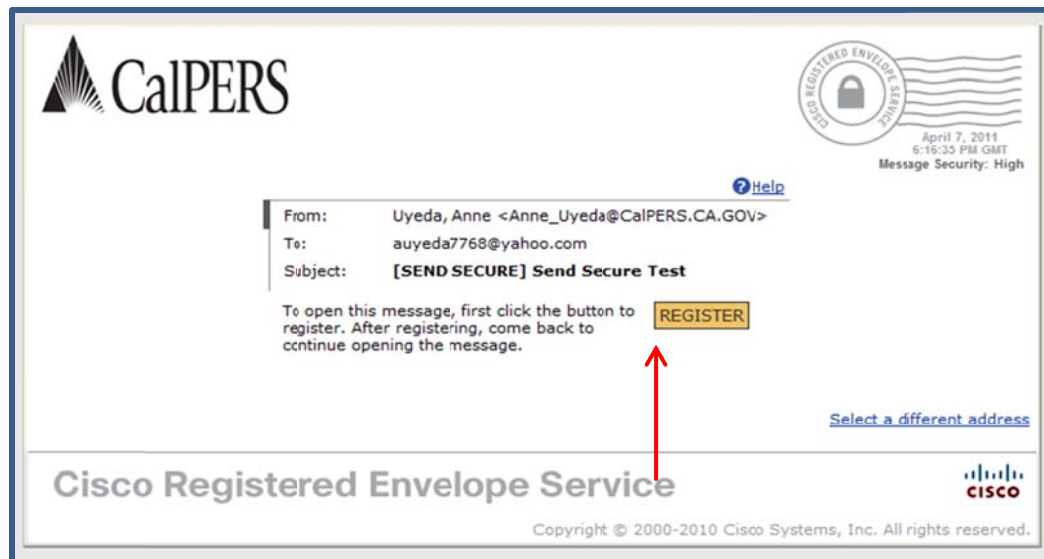 CalPERS
CISCO REGISTERED ENVELOPE SERVICE
April 7, 2011
6:16:35 PM GMT
Message Security: High
?Help
From: Uyeda, Anne <Anne_Uyeda@CalPERS.CA.GOV>
To: auyeda7768@yahoo.com
Subject: [SEND SECURE] Send Secure Test
To open this message, first click the button to
register. After registering, come back to
continue opening the message.
REGISTER
Select a different address
Cisco Registered Envelope Service
CISCO
Copyright © 2000-2010 Cisco Systems, Inc. All rights reserved.